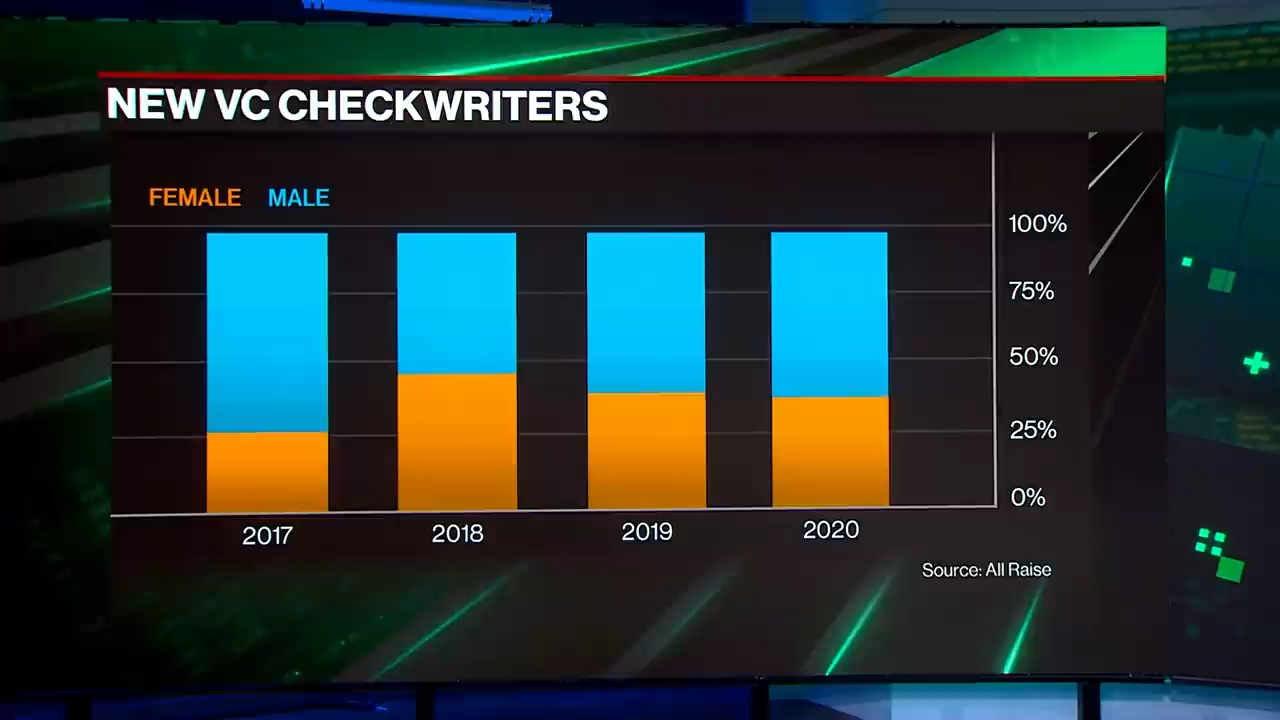 NEW VC CHECKWRITERS
FEMALE MALE
100%
75%
50%
25%
0%
2017 2018 2019 2020
Source: All Raise